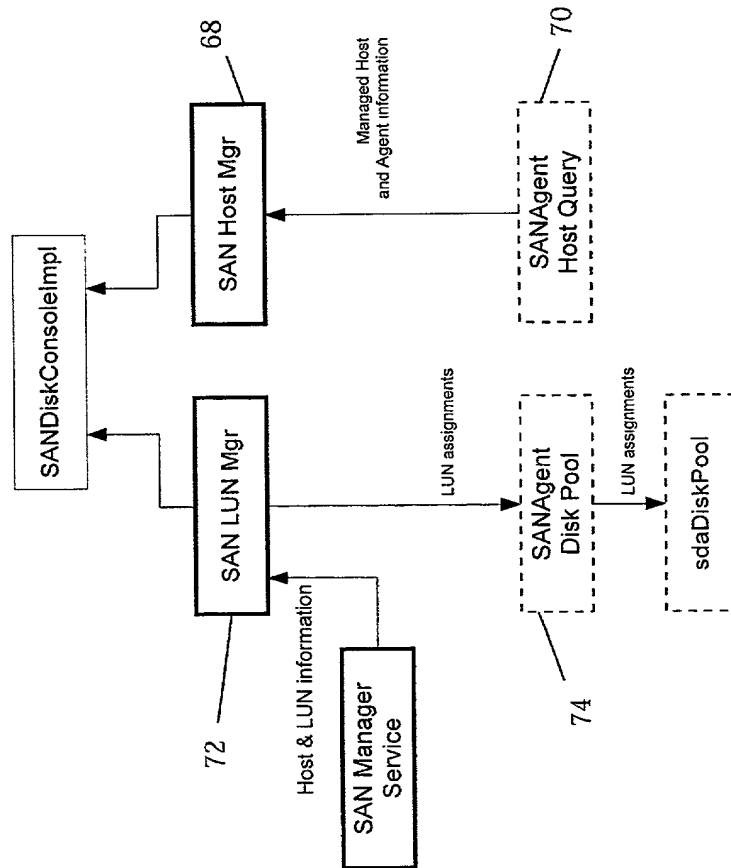 SANDiskConsoleImpl
72
SAN LUN Mgr
SAN Host Mgr
68
Host & LUN information
SAN Manager
Service
LUN assignments
Managed Host
and Agent information
74
SANAgent
Disk Pool
SANAgent
Host Query
70
LUN assignments
sdaDiskPool